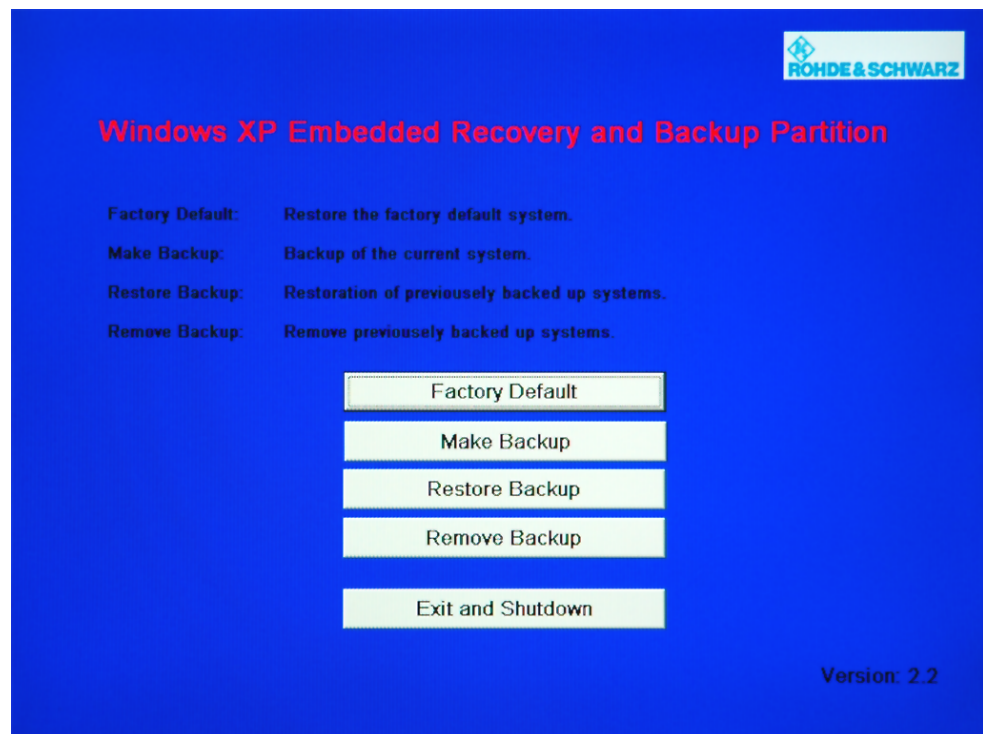 ROHDE & SCHWARZ
Windows XP Embedded Recovery and Backup Partition
Factory Default: Restore the factory default system.
Make Backup: Backup of the current system.
Restore Backup: Restoration of previousely backed up systems.
Remove Backup: Remove previousely backed up systems.
Factory Default
Make Backup
Restore Backup
Remove Backup
Exit and Shutdown
Version: 2.2